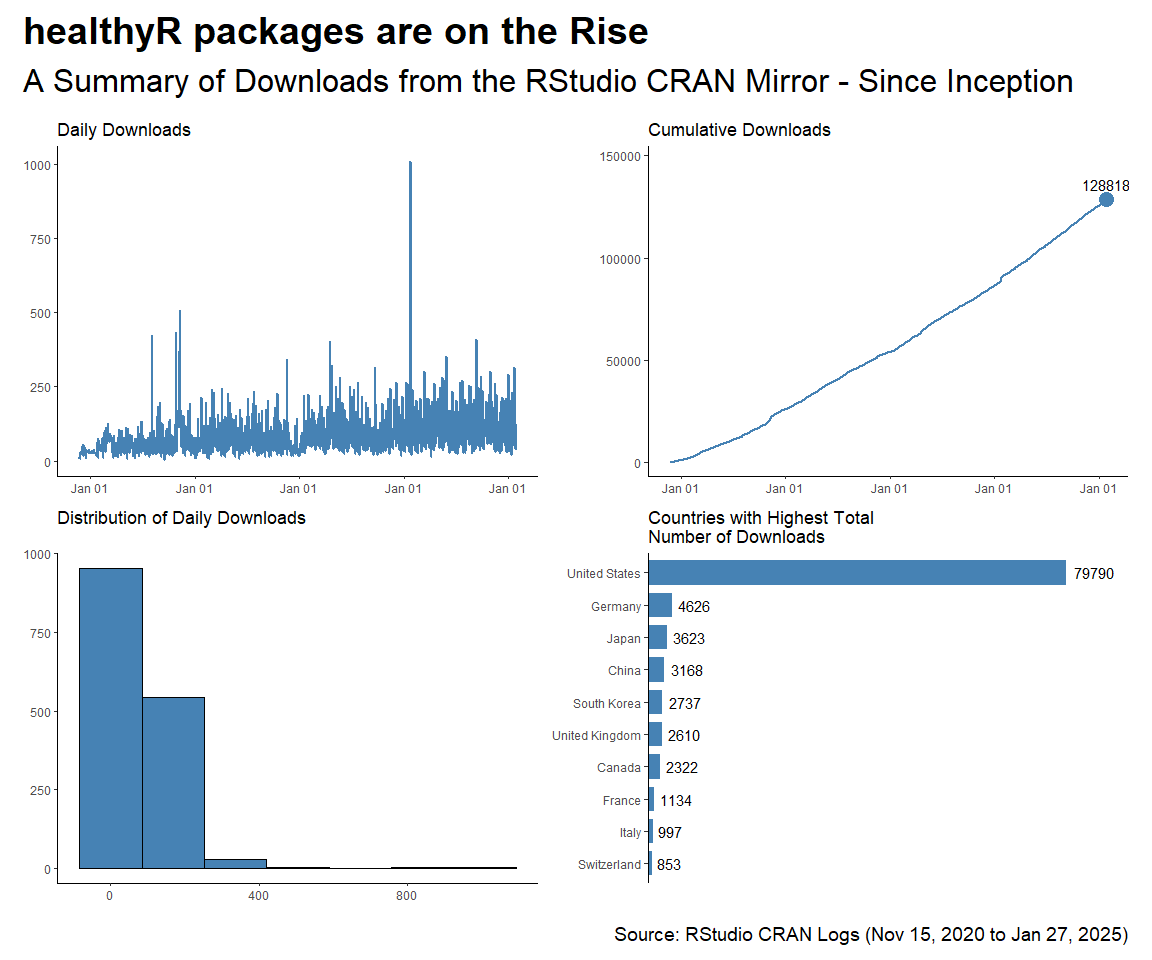 healthyR packages are on the Rise
A Summary of Downloads from the RStudio CRAN Mirror - Since Inception
Daily Downloads
1000
750
500
250
0
Jan 01 Jan 01 Jan 01 Jan 01 Jan 01
Cumulative Downloads
150000
128818
100000
50000
0
Jan 01 Jan 01 Jan 01 Jan 01 Jan 01
Distribution of Daily Downloads
1000
750
500
250
0
0 400 800
Countries with Highest Total
Number of Downloads
United States 79790
Germany 4626
Japan 3623
China 3168
South Korea 2737
United Kingdom 2610
Canada 2322
France 1134
Italy 997
Switzerland 853
Source: RStudio CRAN Logs (Nov 15, 2020 to Jan 27, 2025)